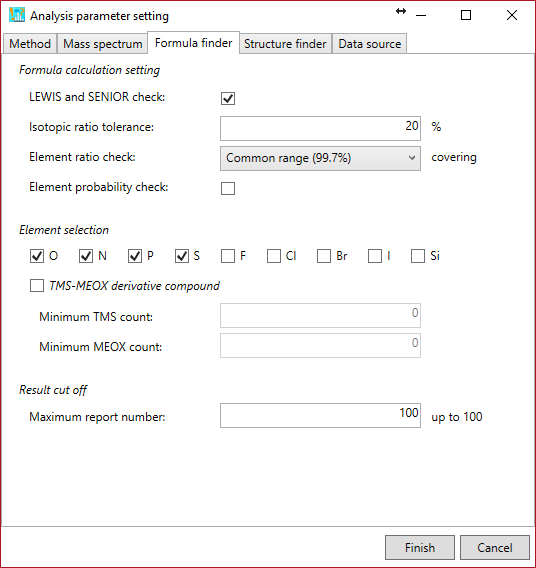 Analysis parameter setting
Method Mass spectrum Formula finder Structure finder Data source
Formula calculation setting
LEWIS and SENIOR check:
Isotopic ratio tolerance: 20 %
Element ratio check: Common range (99.7%) covering
Element probability check:
Element selection
O N P S F Cl Br I Si
TMS-MEOX derivative compound
Minimum TMS count: 0
Minimum MEOX count: 0
Result cut off
Maximum report number: 100 up to 100
Finish Cancel